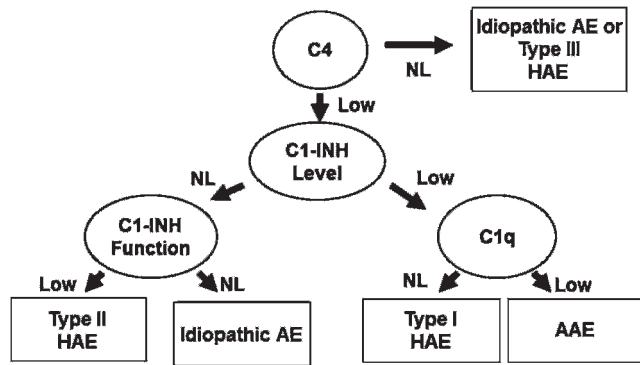 C4
NL
Idiopathic AE or
Type III
HAE
Low
C1-INH
Level
NL
Low
C1-INH
Function
C1q
Low
NL
NL
Low
Type II
HAE
Idiopathic AE
Type I
HAE
AAE